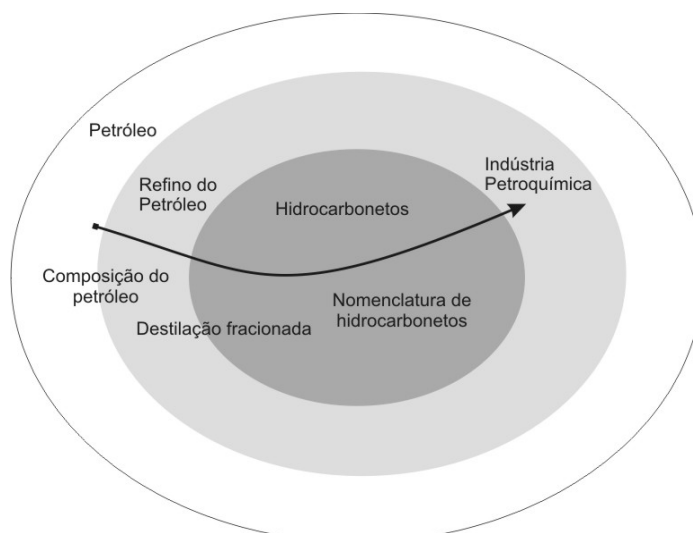 Petróleo
Refino do
Petróleo
Hidrocarbonetos
Indústria
Petroquímica
Composição do
petróleo
Destilação fracionada
Nomenclatura de
hidrocarbonetos